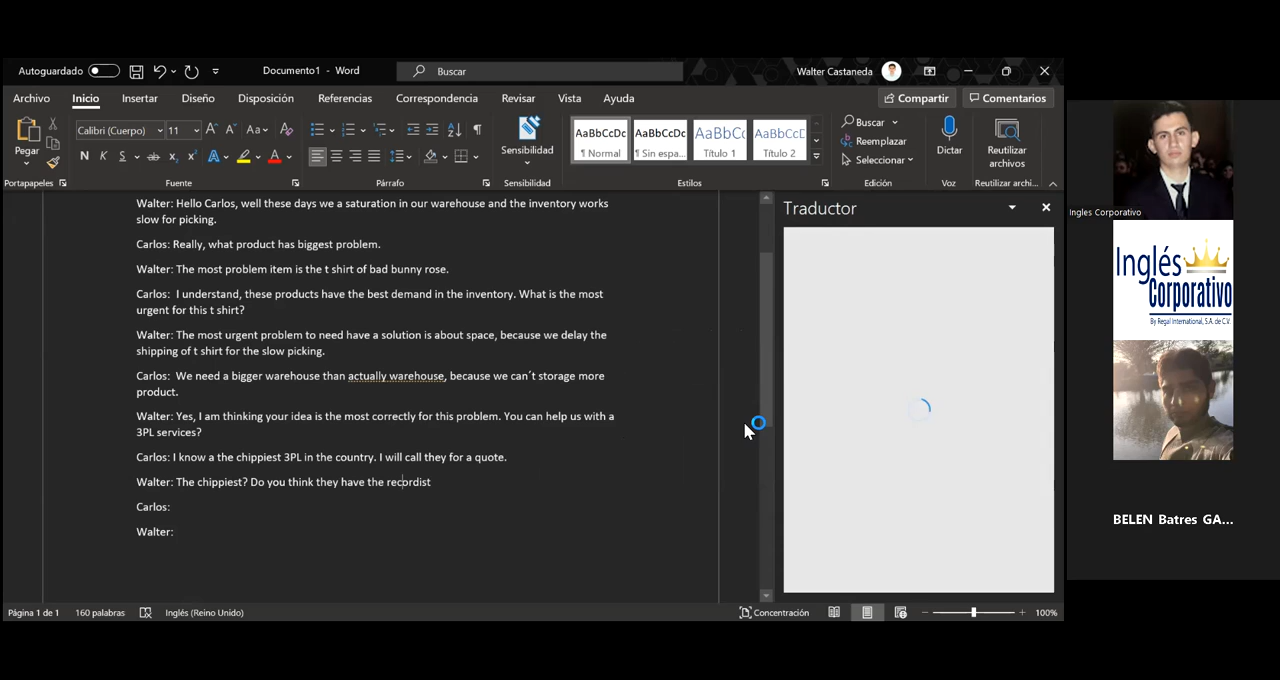 Autoguardado
Documento1 - Word
Buscar
Walter Castaneda
Archivo Inicio Insertar Diseño Disposición Referencias Correspondencia Revisar Vista Ayuda
Compartir Comentarios
Calibri (Cuerpo) 11
Pegar
N K S ab x₂ x²
Sensibilidad
AaBbCcDc
¶ Normal
AaBbCcDc
¶ Sin espa...
AaBbCc
Título 1
AaBbCcD
Título 2
Buscar
Reemplazar
Seleccionar
Dictar
Reutilizar
archivos
Portapapeles Fuente Párrafo Sensibilidad Estilos Edición Voz Reutilizar archi...
Walter: Hello Carlos, well these days we a saturation in our warehouse and the inventory works
slow for picking.
Carlos: Really, what product has biggest problem.
Walter: The most problem item is the t shirt of bad bunny rose.
Carlos:  I understand, these products have the best demand in the inventory. What is the most
urgent for this t shirt?
Walter: The most urgent problem to need have a solution is about space, because we delay the
shipping of t shirt for the slow picking.
Carlos:  We need a bigger warehouse than actually warehouse, because we can´t storage more
product.
Walter: Yes, I am thinking your idea is the most correctly for this problem. You can help us with a
3PL services?
Carlos: I know a the chippiest 3PL in the country. I will call they for a quote.
Walter: The chippiest? Do you think they have the recordist
Carlos:
Walter:
Traductor
Página 1 de 1 160 palabras Inglés (Reino Unido)
Concentración
100%
Ingles Corporativo
Inglés
Corporativo
By Regal International, S.A. de C.V.
BELEN Batres GA...